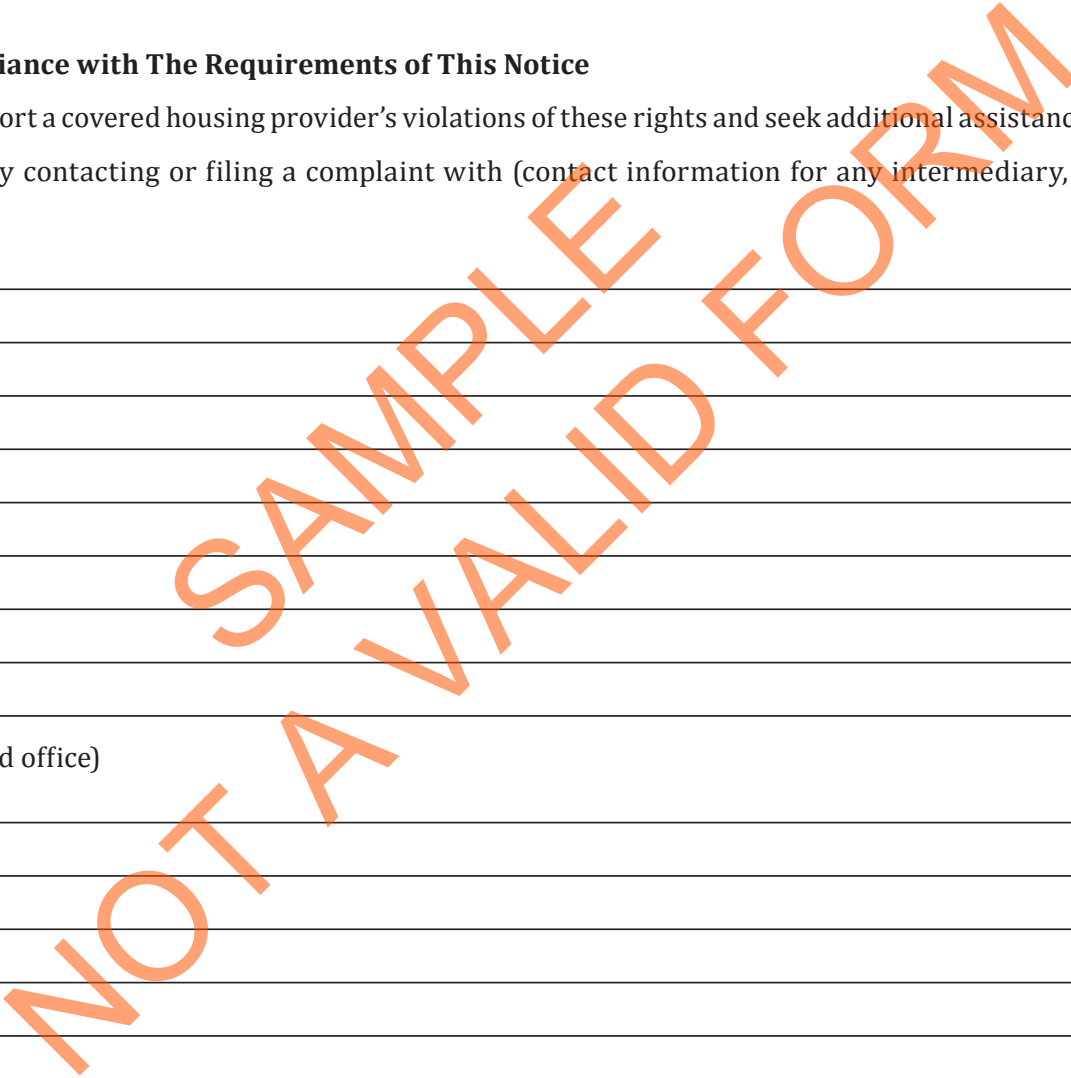 iance with The Requirements of This Notice
ort a covered housing provider’s violations of these rights and seek additional assistanc
y contacting or filing a complaint with (contact information for any intermediary,
d office)
SAMPLE
NOT A VALID FORM